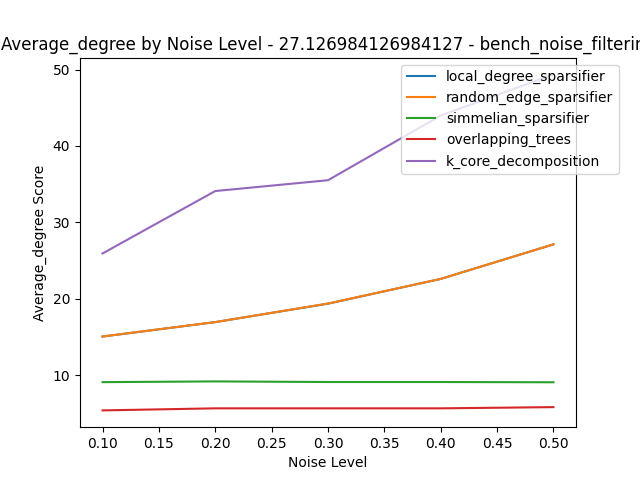 Average_degree by Noise Level - 27.126984126984127 - bench_noise_filterin
50
40
30
20
10
Average_degree Score
local_degree_sparsifier
random_edge_sparsifier
simmelian_sparsifier
overlapping_trees
k_core_decomposition
0.10 0.15 0.20 0.25 0.30 0.35 0.40 0.45 0.50
Noise Level